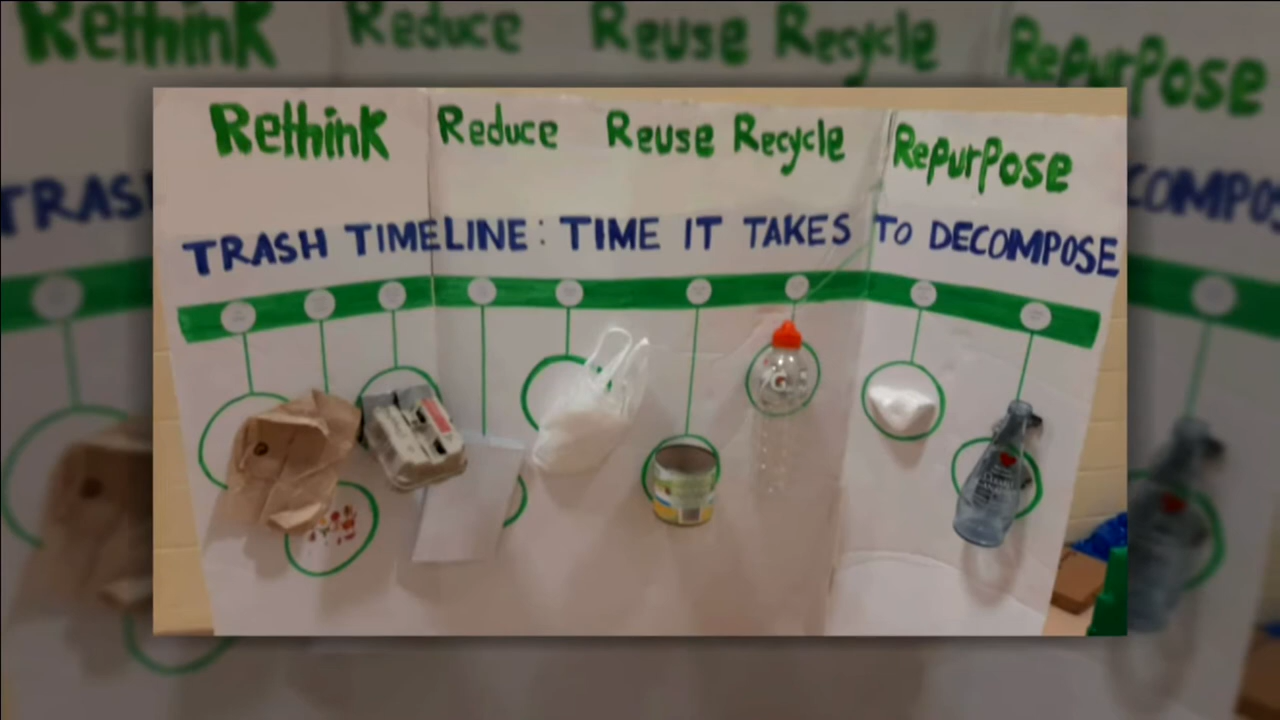 Rethink Reduce Reuse Recycle Repurpose
TRASH TIMELINE: TIME IT TAKES TO DECOMPOSE